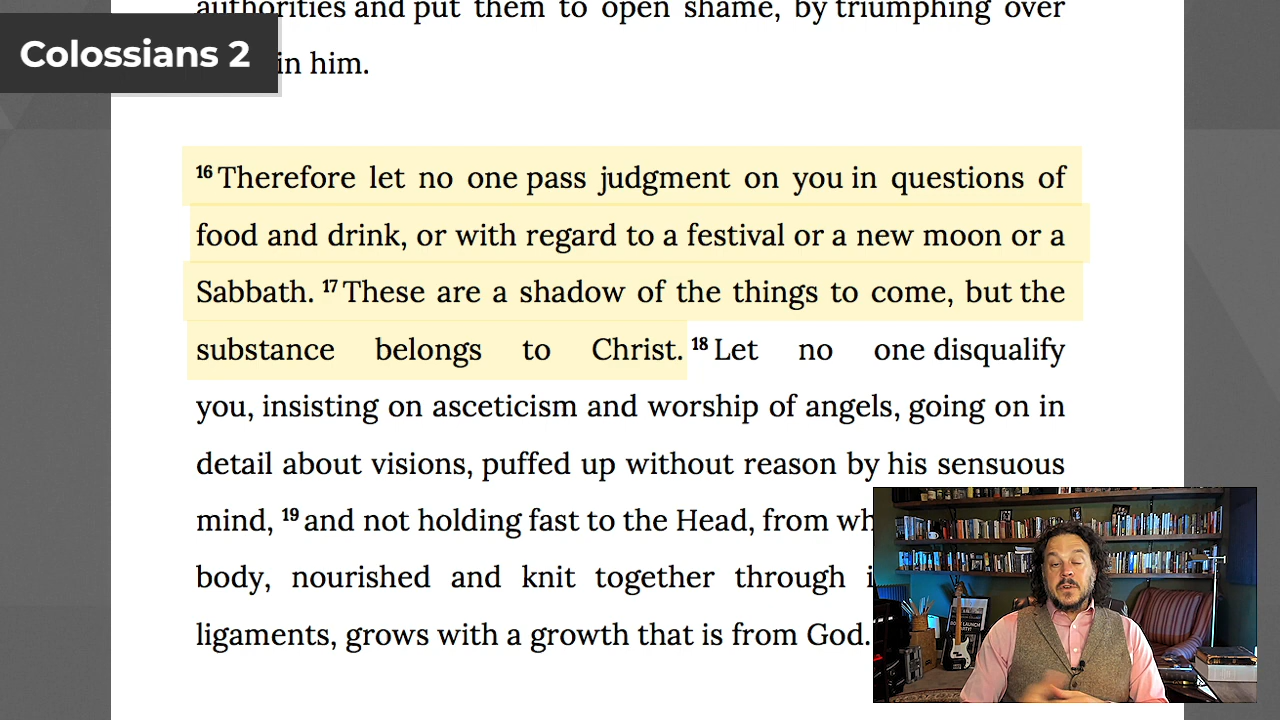 authorities and put them to open shame, by triumphing over
Colossians 2
in him.
16 Therefore let no one pass judgment on you in questions of
food and drink, or with regard to a festival or a new moon or a
Sabbath. 17 These are a shadow of the things to come, but the
substance belongs to Christ. 18 Let no one disqualify
you, insisting on asceticism and worship of angels, going on in
detail about visions, puffed up without reason by his sensuous
mind, 19 and not holding fast to the Head, from wh
body, nourished and knit together through i
ligaments, grows with a growth that is from God.